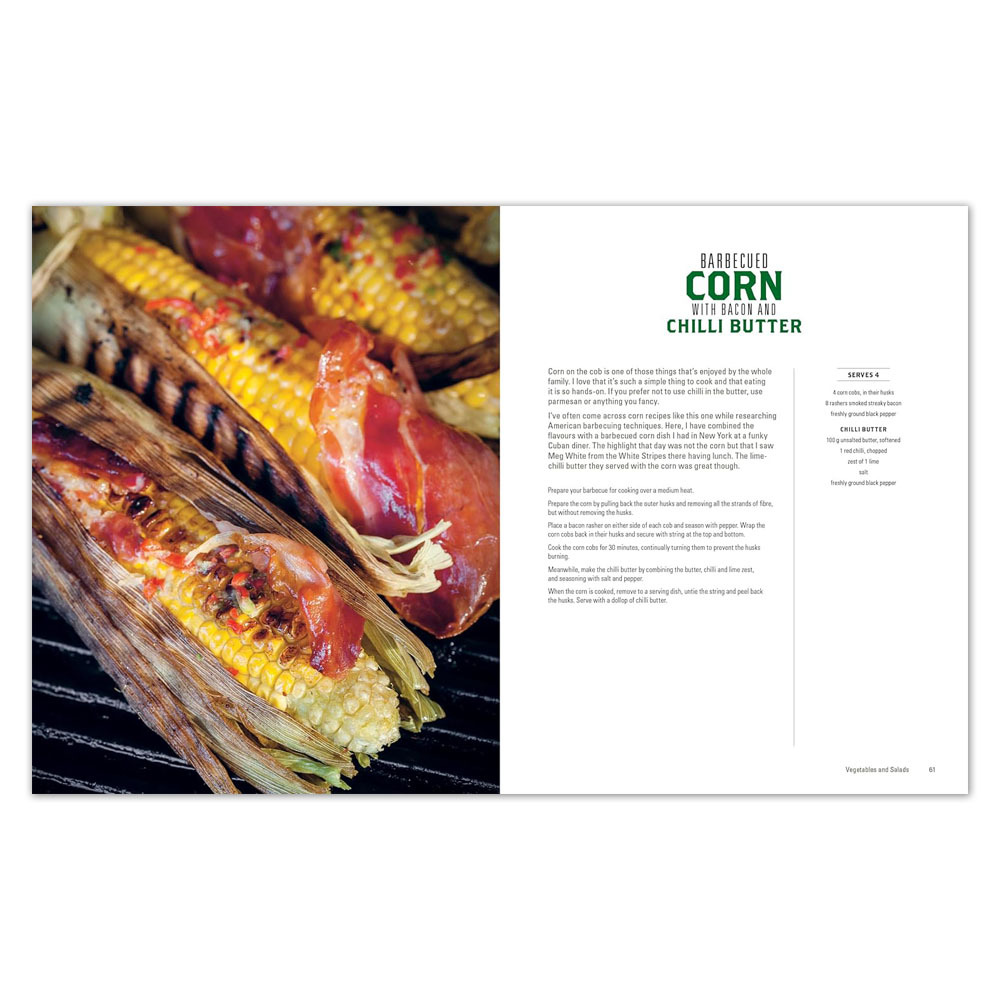 BARBECUED
CORN
WITH BACON AND
CHILLI BUTTER
Corn on the cob is one of those things that's enjoyed by the whole
family. I love that it's such a simple thing to cook and that eating
it is so hands-on. If you prefer not to use chilli in the butter, use
parmesan or anything you fancy.
I've often come across corn recipes like this one while researching
American barbecuing techniques. Here, I have combined the
flavours with a barbecued corn dish I had in New York at a funky
Cuban diner. The highlight that day was not the corn but that I saw
Meg White from the White Stripes there having lunch. The lime-
chilli butter they served with the corn was great though.
Prepare your barbecue for cooking over a medium heat.
Prepare the corn by pulling back the outer husks and removing all the strands of fibre,
but without removing the husks.
Place a bacon rasher on either side of each cob and season with pepper. Wrap the
corn cobs back in their husks and secure with string at the top and bottom.
Cook the corn cobs for 30 minutes, continually turning them to prevent the husks
burning.
Meanwhile, make the chilli butter by combining the butter, chilli and lime zest,
and seasoning with salt and pepper.
When the corn is cooked, remove to a serving dish, untie the string and peel back
the husks. Serve with a dollop of chilli butter.
SERVES 4
4 corn cobs, in their husks
8 rashers smoked streaky bacon
freshly ground black pepper
CHILLI BUTTER
100 g unsalted butter, softened
1 red chilli, chopped
zest of 1 lime
salt
freshly ground black pepper
Vegetables and Salads 61